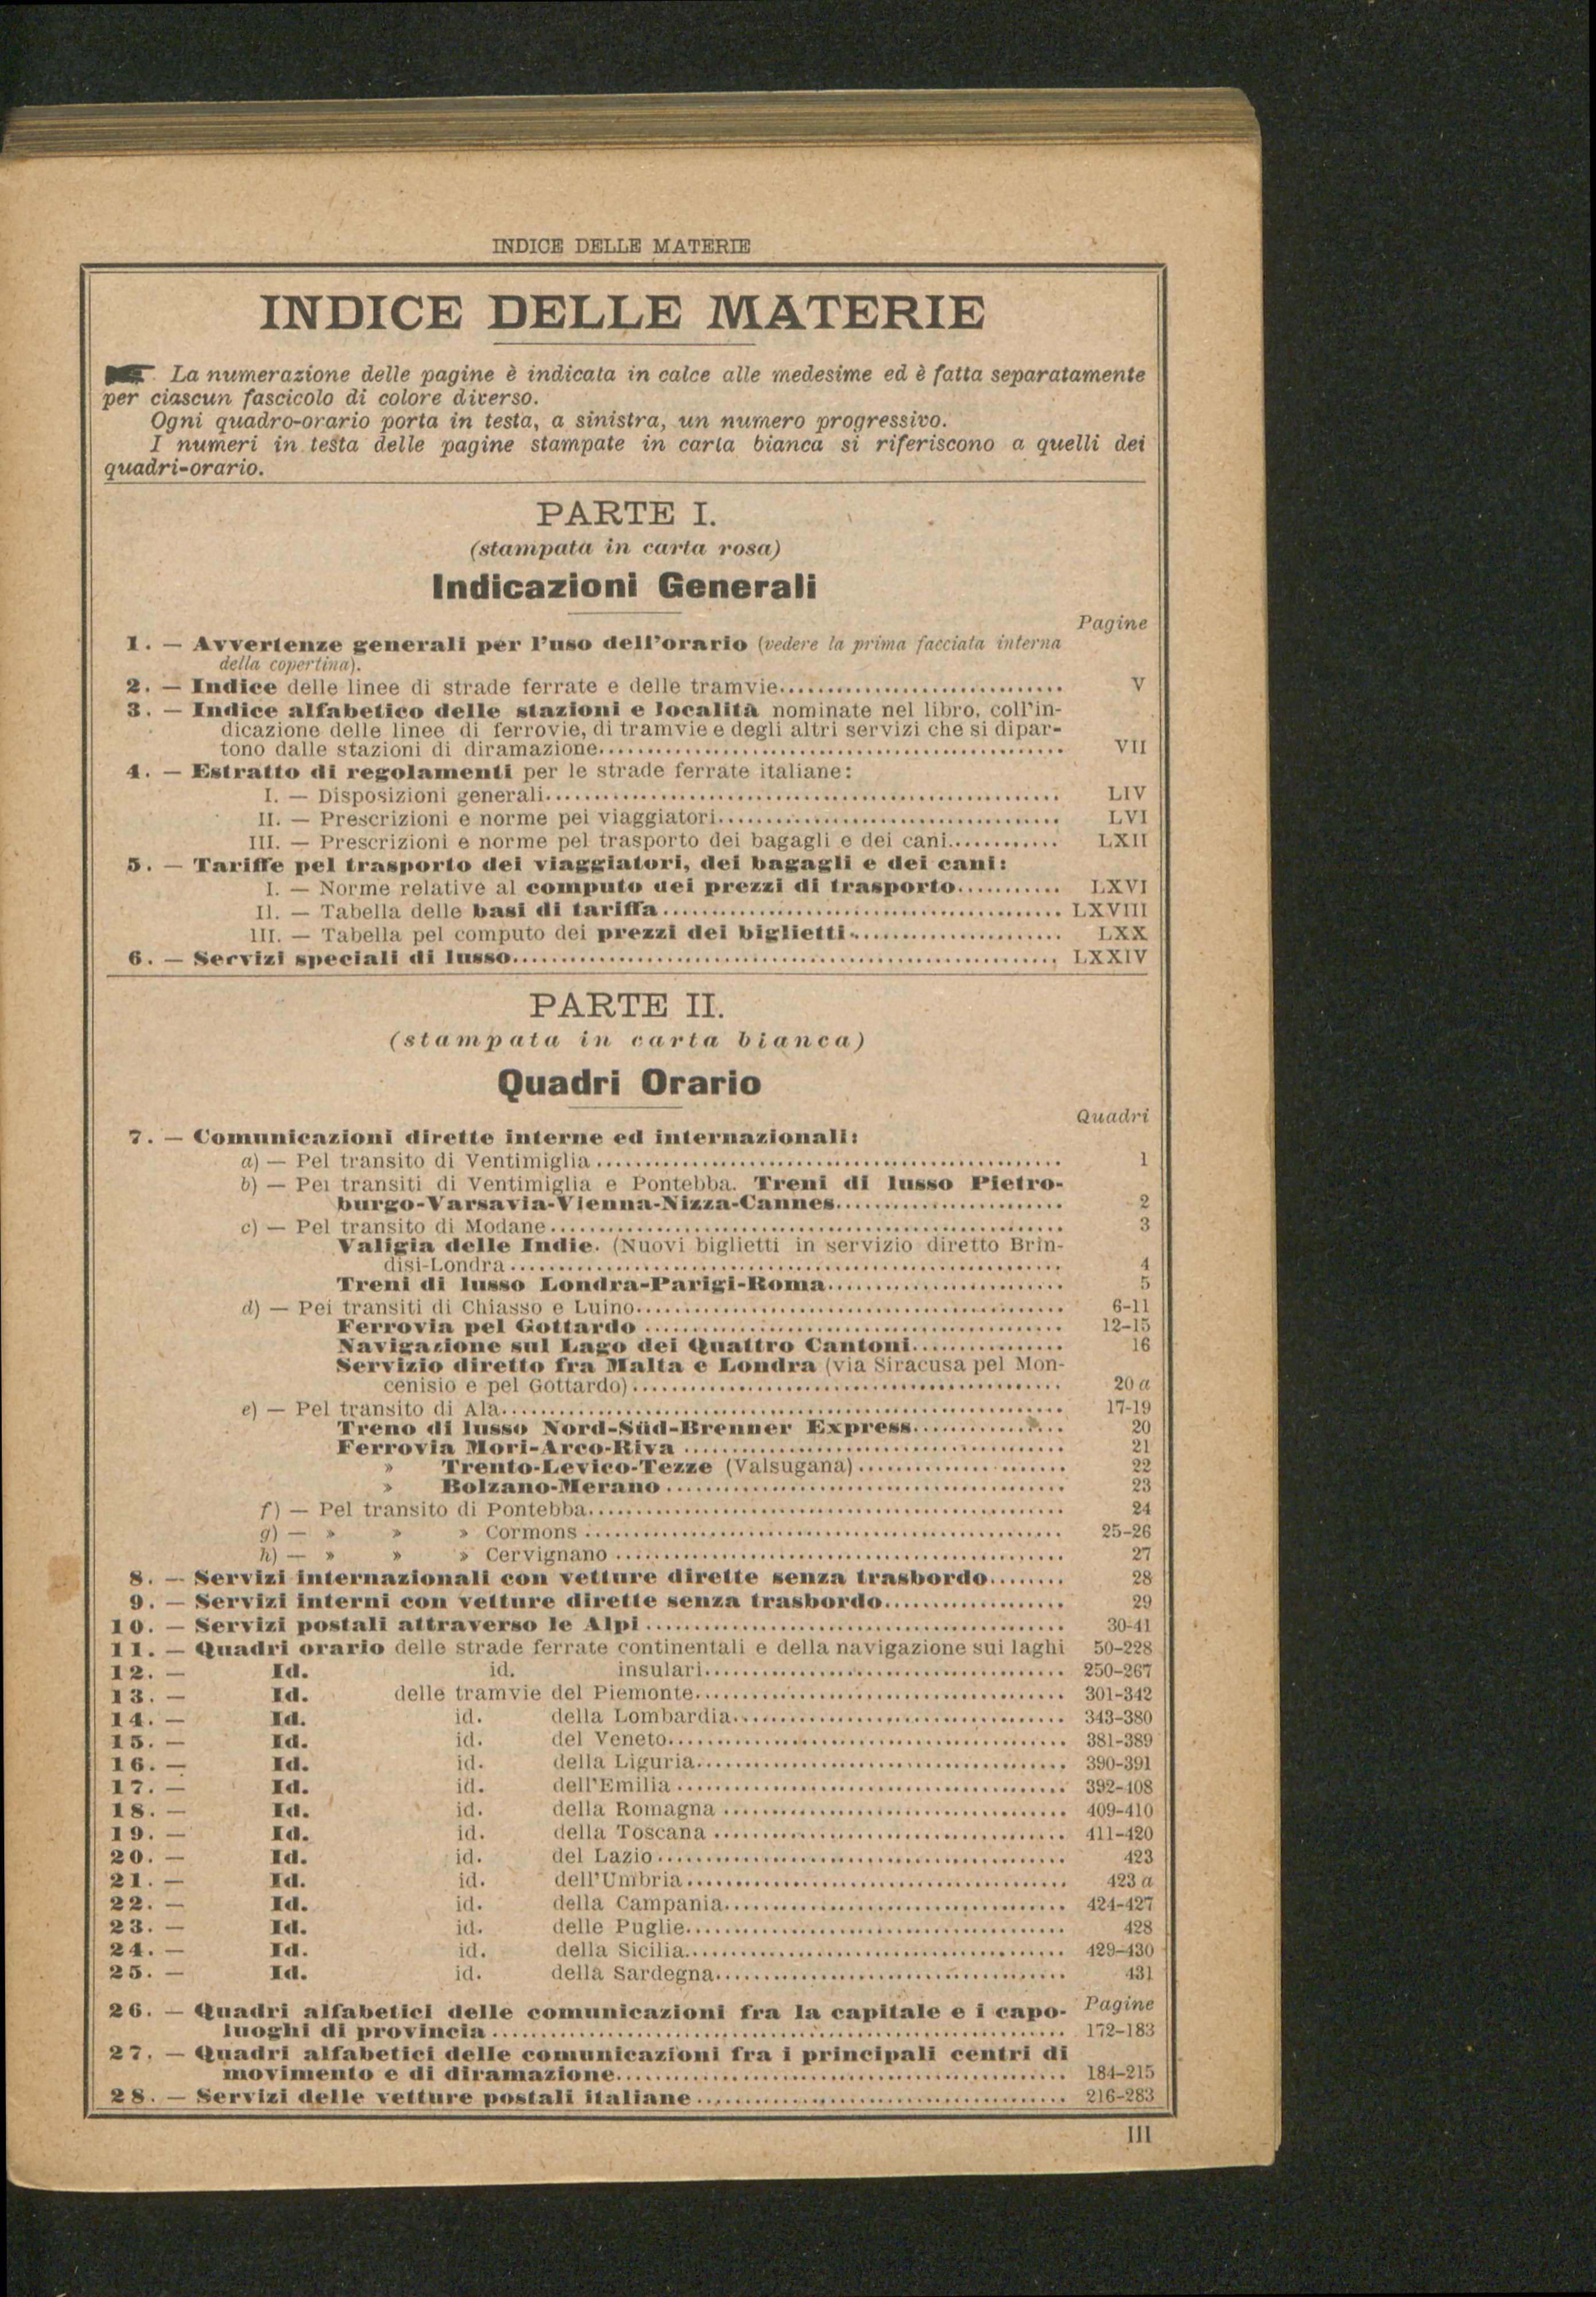 INDICE DELLE MATERIE
INDICE DELLE MATERIE
La numerazione delle pagine è indicata in calce alle medesime ed è fatta separatamente
per ciascun fascicolo di colore diverso.
Ogni quadro-orario porta in testa, a sinistra, un numero progressivo.
I numeri in testa delle pagine stampate in carta bianca si riferiscono a quelli dei
quadri-orario.
PARTE I.
(stampata in carta rosa)
Indicazioni Generali
Pagine
1. — Avvertenze generali per l'uso dell'orario (vedere la prima facciata interna
della copertina).
2. — Indice delle linee di strade ferrate e delle tramvie.... V
3. — Indice alfabetico delle stazioni e località nominate nel libro, coll'in-
dicazione delle linee di ferrovie, di tramvie e degli altri servizi che si dipar-
tono dalle stazioni di diramazione.... VII
4. — Estratto di regolamenti per le strade ferrate italiane:
I. — Disposizioni generali.... LIV
II. — Prescrizioni e norme pei viaggiatori.... LVI
III. — Prescrizioni e norme pel trasporto dei bagagli e dei cani.... LXII
5. — Tariffe pel trasporto dei viaggiatori, dei bagagli e dei cani:
I. — Norme relative al computo dei prezzi di trasporto.... LXVI
II. — Tabella delle basi di tariffa.... LXVIII
III. — Tabella pel computo dei prezzi dei biglietti.... LXX
6. — Servizi speciali di lusso.... LXXIV
PARTE II.
(stampata in carta bianca)
Quadri Orario
Quadri
7. — Comunicazioni dirette interne ed internazionali:
a) — Pel transito di Ventimiglia.... 1
b) — Pei transiti di Ventimiglia e Pontebba. Treni di lusso Pietro-
burgo-Varsavia-Vienna-Nizza-Cannes.... 2
c) — Pel transito di Modane.... 3
Valigia delle Indie. (Nuovi biglietti in servizio diretto Brin-
disi-Londra.... 4
Treni di lusso Londra-Parigi-Roma.... 5
d) — Pei transiti di Chiasso e Luino.... 6-11
Ferrovia pel Gottardo.... 12-15
Navigazione sul Lago dei Quattro Cantoni.... 16
Servizio diretto fra Malta e Londra (via Siracusa pel Mon-
cenisio e pel Gottardo).... 20 a
e) — Pel transito di Ala.... 17-19
Treno di lusso Nord-Süd-Brenner Express.... 20
Ferrovia Mori-Arco-Riva.... 21
» Trento-Levico-Tezze (Valsugana).... 22
» Bolzano-Merano.... 23
f) — Pel transito di Pontebba.... 24
g) — » » » Cormons.... 25-26
h) — » » » Cervignano.... 27
8. — Servizi internazionali con vetture dirette senza trasbordo.... 28
9. — Servizi interni con vetture dirette senza trasbordo.... 29
10. — Servizi postali attraverso le Alpi.... 30-41
11. — Quadri orario delle strade ferrate continentali e della navigazione sui laghi 50-228
12. — Id. id. insulari.... 250-267
13. — Id. delle tramvie del Piemonte.... 301-342
14. — Id. id. della Lombardia.... 343-380
15. — Id. id. del Veneto.... 381-389
16. — Id. id. della Liguria.... 390-391
17. — Id. id. dell'Emilia.... 392-408
18. — Id. id. della Romagna.... 409-410
19. — Id. id. della Toscana.... 411-420
20. — Id. id. del Lazio.... 423
21. — Id. id. dell'Umbria.... 423 a
22. — Id. id. della Campania.... 424-427
23. — Id. id. delle Puglie.... 428
24. — Id. id. della Sicilia.... 429-430
25. — Id. id. della Sardegna.... 431
Pagine
26. — Quadri alfabetici delle comunicazioni fra la capitale e i capo-
luoghi di provincia.... 172-183
27. — Quadri alfabetici delle comunicazioni fra i principali centri di
movimento e di diramazione.... 184-215
28. — Servizi delle vetture postali italiane.... 216-283
III